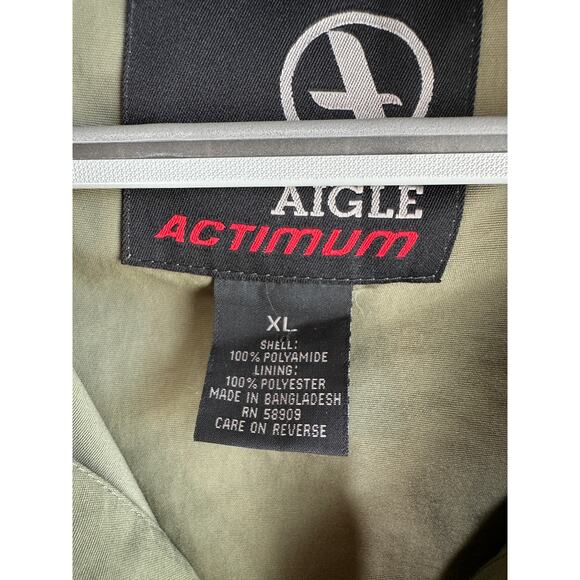 AIGLE
ACTIMUM
XL
SHELL:
100% POLYAMIDE
LINING:
100% POLYESTER
MADE IN BANGLADESH
RN 58909
CARE ON REVERSE